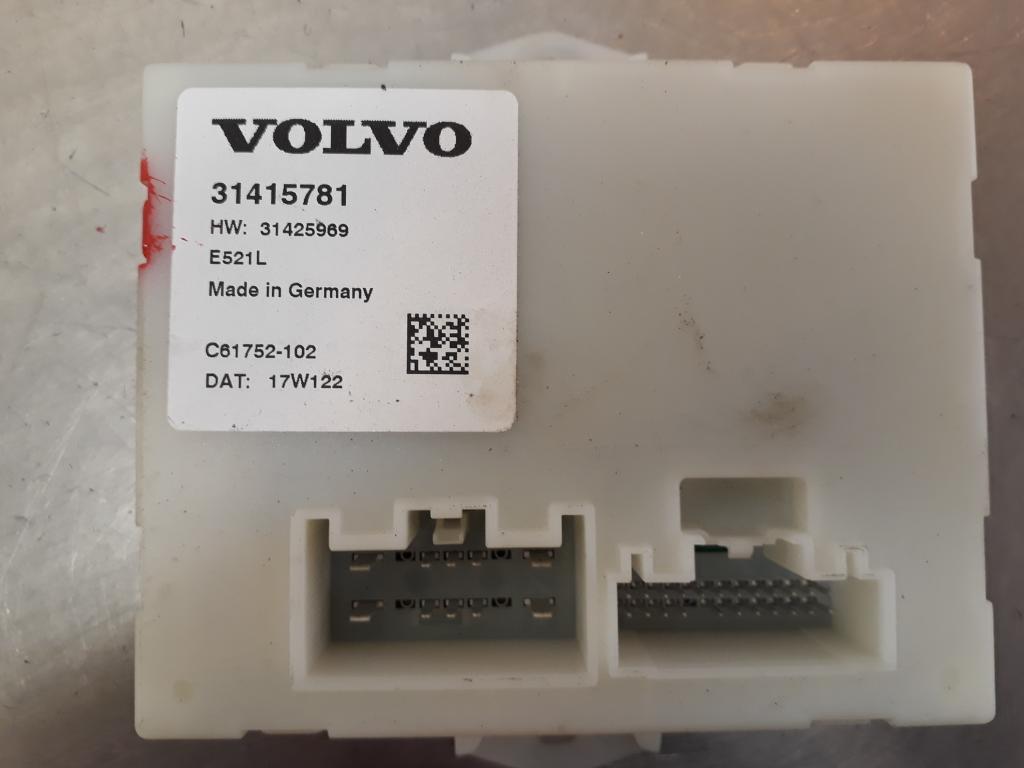 VOLVO
31415781
HW: 31425969
E521L
Made in Germany
C61752-102
DAT: 17W122